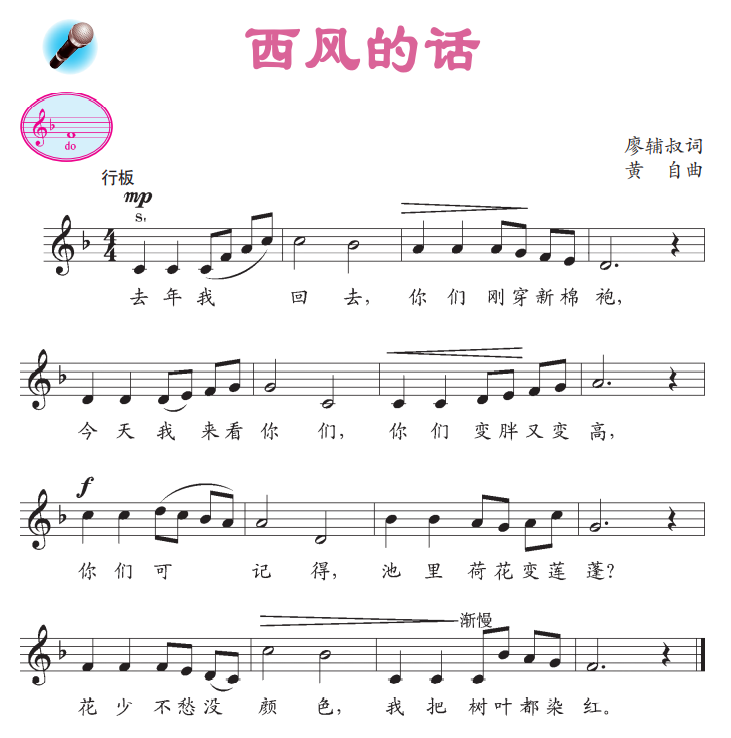 西风的话
do
廖辅叔词
黄 自曲
行板
mp
s,
4
4
去年我 回去, 你们刚穿新棉袍,
今天我来看你们, 你们变胖又变高,
f
你们可 记得, 池里荷花变莲蓬?
渐慢
花少不愁没颜色, 我把树叶都染红。